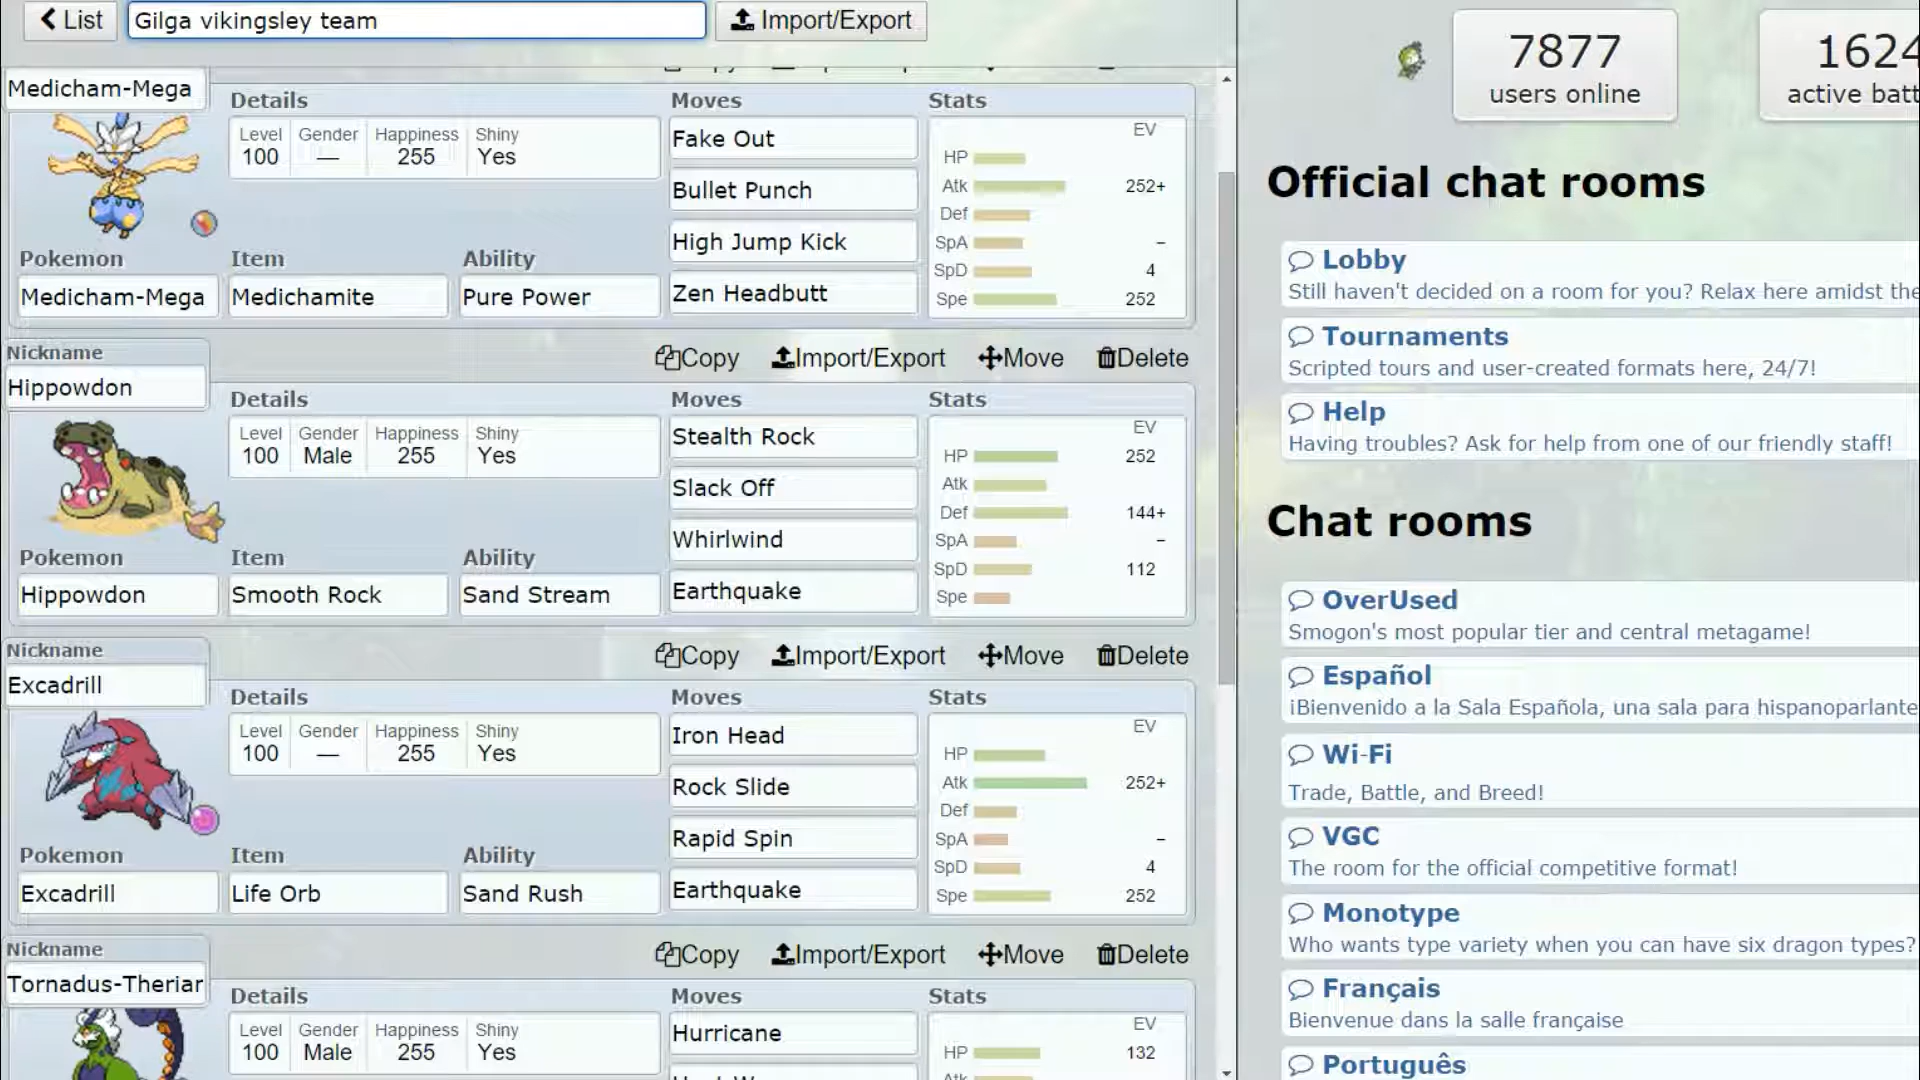 List
Gilga vikingsley team
Import/Export
Medicham-Mega
Details
Moves
Stats
Level
Gender
Happiness
Shiny
100
—
255
Yes
Fake Out
Bullet Punch
High Jump Kick
Zen Headbutt
EV
HP
Atk 252+
Def
SpA –
SpD 4
Spe 252
Pokemon
Item
Ability
Medicham-Mega
Medichamite
Pure Power
Nickname
Hippowdon
Copy
Import/Export
Move
Delete
Details
Moves
Stats
Level
Gender
Happiness
Shiny
100
Male
255
Yes
Stealth Rock
Slack Off
Whirlwind
Earthquake
EV
HP 252
Atk
Def 144+
SpA –
SpD 112
Spe
Pokemon
Item
Ability
Hippowdon
Smooth Rock
Sand Stream
Nickname
Excadrill
Copy
Import/Export
Move
Delete
Details
Moves
Stats
Level
Gender
Happiness
Shiny
100
—
255
Yes
Iron Head
Rock Slide
Rapid Spin
Earthquake
EV
HP
Atk 252+
Def
SpA –
SpD 4
Spe 252
Pokemon
Item
Ability
Excadrill
Life Orb
Sand Rush
Nickname
Tornadus-Therian
Copy
Import/Export
Move
Delete
Details
Moves
Stats
Level
Gender
Happiness
Shiny
100
Male
255
Yes
Hurricane
EV
HP 132
7877
users online
1624
active batt
Official chat rooms
Lobby
Still haven't decided on a room for you? Relax here amidst the
Tournaments
Scripted tours and user-created formats here, 24/7!
Help
Having troubles? Ask for help from one of our friendly staff!
Chat rooms
OverUsed
Smogon's most popular tier and central metagame!
Español
¡Bienvenido a la Sala Española, una sala para hispanoparlante
Wi-Fi
Trade, Battle, and Breed!
VGC
The room for the official competitive format!
Monotype
Who wants type variety when you can have six dragon types?
Français
Bienvenue dans la salle française
Português